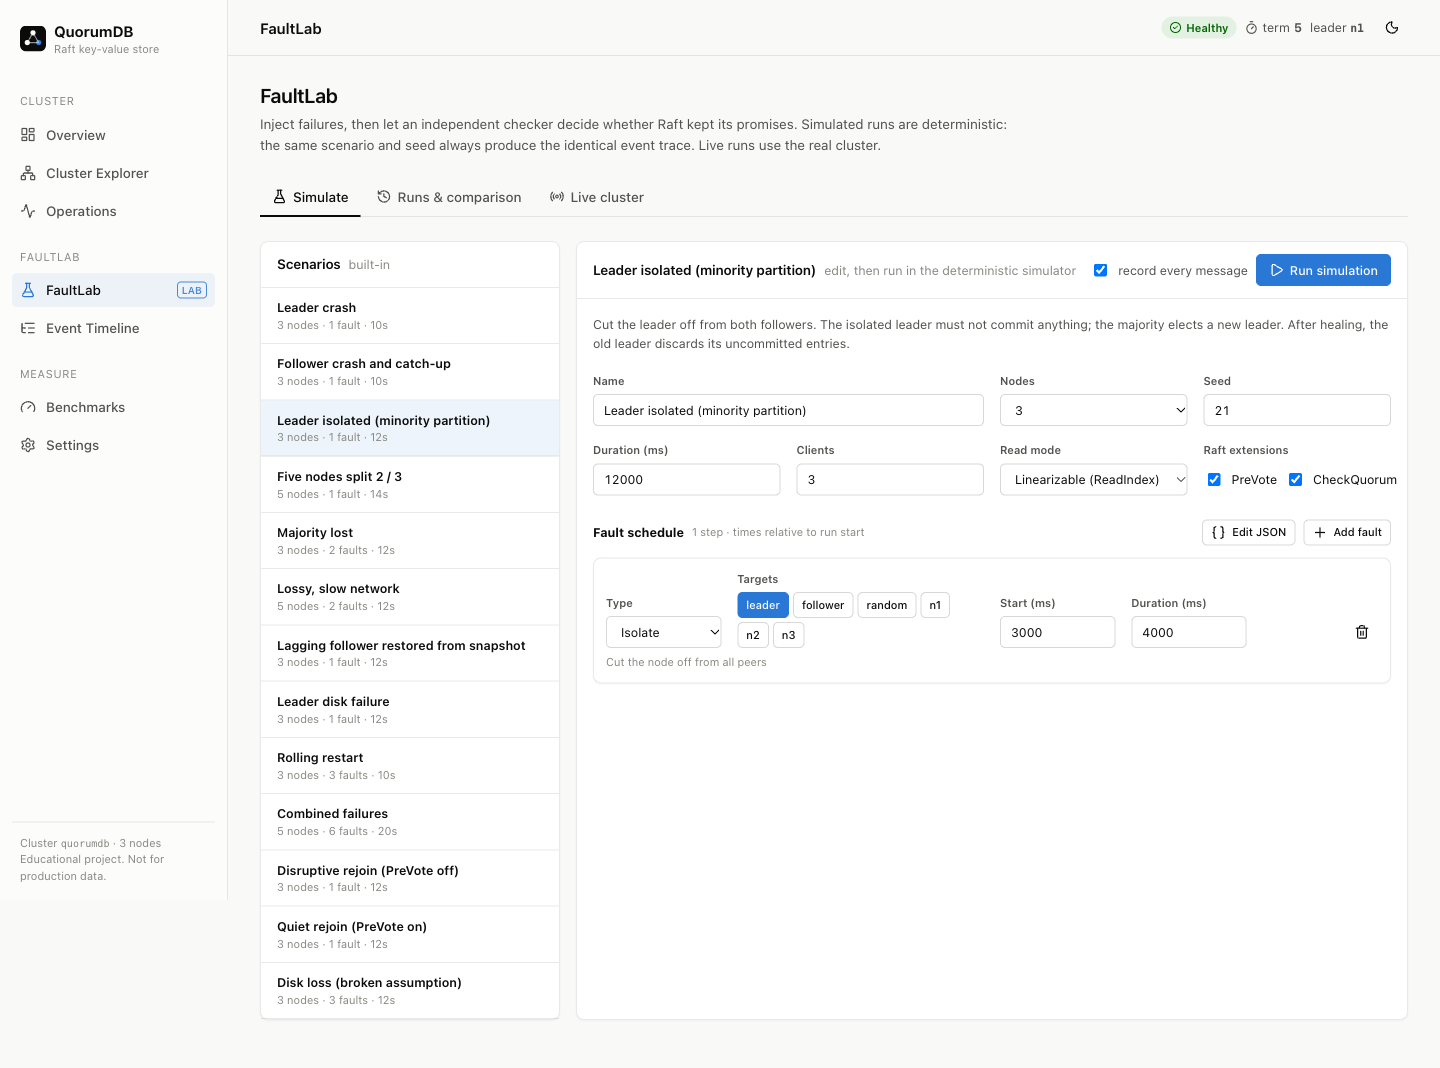 QuorumDB
Raft key-value store
CLUSTER
Overview
Cluster Explorer
Operations
FAULTLAB
FaultLab LAB
Event Timeline
MEASURE
Benchmarks
Settings
Cluster quorumdb · 3 nodes
Educational project. Not for
production data.
FaultLab
Healthy term 5 leader n1
FaultLab
Inject failures, then let an independent checker decide whether Raft kept its promises. Simulated runs are deterministic:
the same scenario and seed always produce the identical event trace. Live runs use the real cluster.
Simulate Runs & comparison Live cluster
Scenarios built-in
Leader crash
3 nodes · 1 fault · 10s
Follower crash and catch-up
3 nodes · 1 fault · 10s
Leader isolated (minority partition)
3 nodes · 1 fault · 12s
Five nodes split 2 / 3
5 nodes · 1 fault · 14s
Majority lost
3 nodes · 2 faults · 12s
Lossy, slow network
5 nodes · 2 faults · 12s
Lagging follower restored from snapshot
3 nodes · 1 fault · 12s
Leader disk failure
3 nodes · 1 fault · 12s
Rolling restart
3 nodes · 3 faults · 10s
Combined failures
5 nodes · 6 faults · 20s
Disruptive rejoin (PreVote off)
3 nodes · 1 fault · 12s
Quiet rejoin (PreVote on)
3 nodes · 1 fault · 12s
Disk loss (broken assumption)
3 nodes · 3 faults · 12s
Leader isolated (minority partition) edit, then run in the deterministic simulator record every message Run simulation
Cut the leader off from both followers. The isolated leader must not commit anything; the majority elects a new leader. After healing, the
old leader discards its uncommitted entries.
Name Nodes Seed
Leader isolated (minority partition) 3 21
Duration (ms) Clients Read mode Raft extensions
12000 3 Linearizable (ReadIndex) PreVote CheckQuorum
Fault schedule 1 step · times relative to run start { } Edit JSON + Add fault
Targets
Type leader follower random n1 Start (ms) Duration (ms)
Isolate n2 n3 3000 4000
Cut the node off from all peers